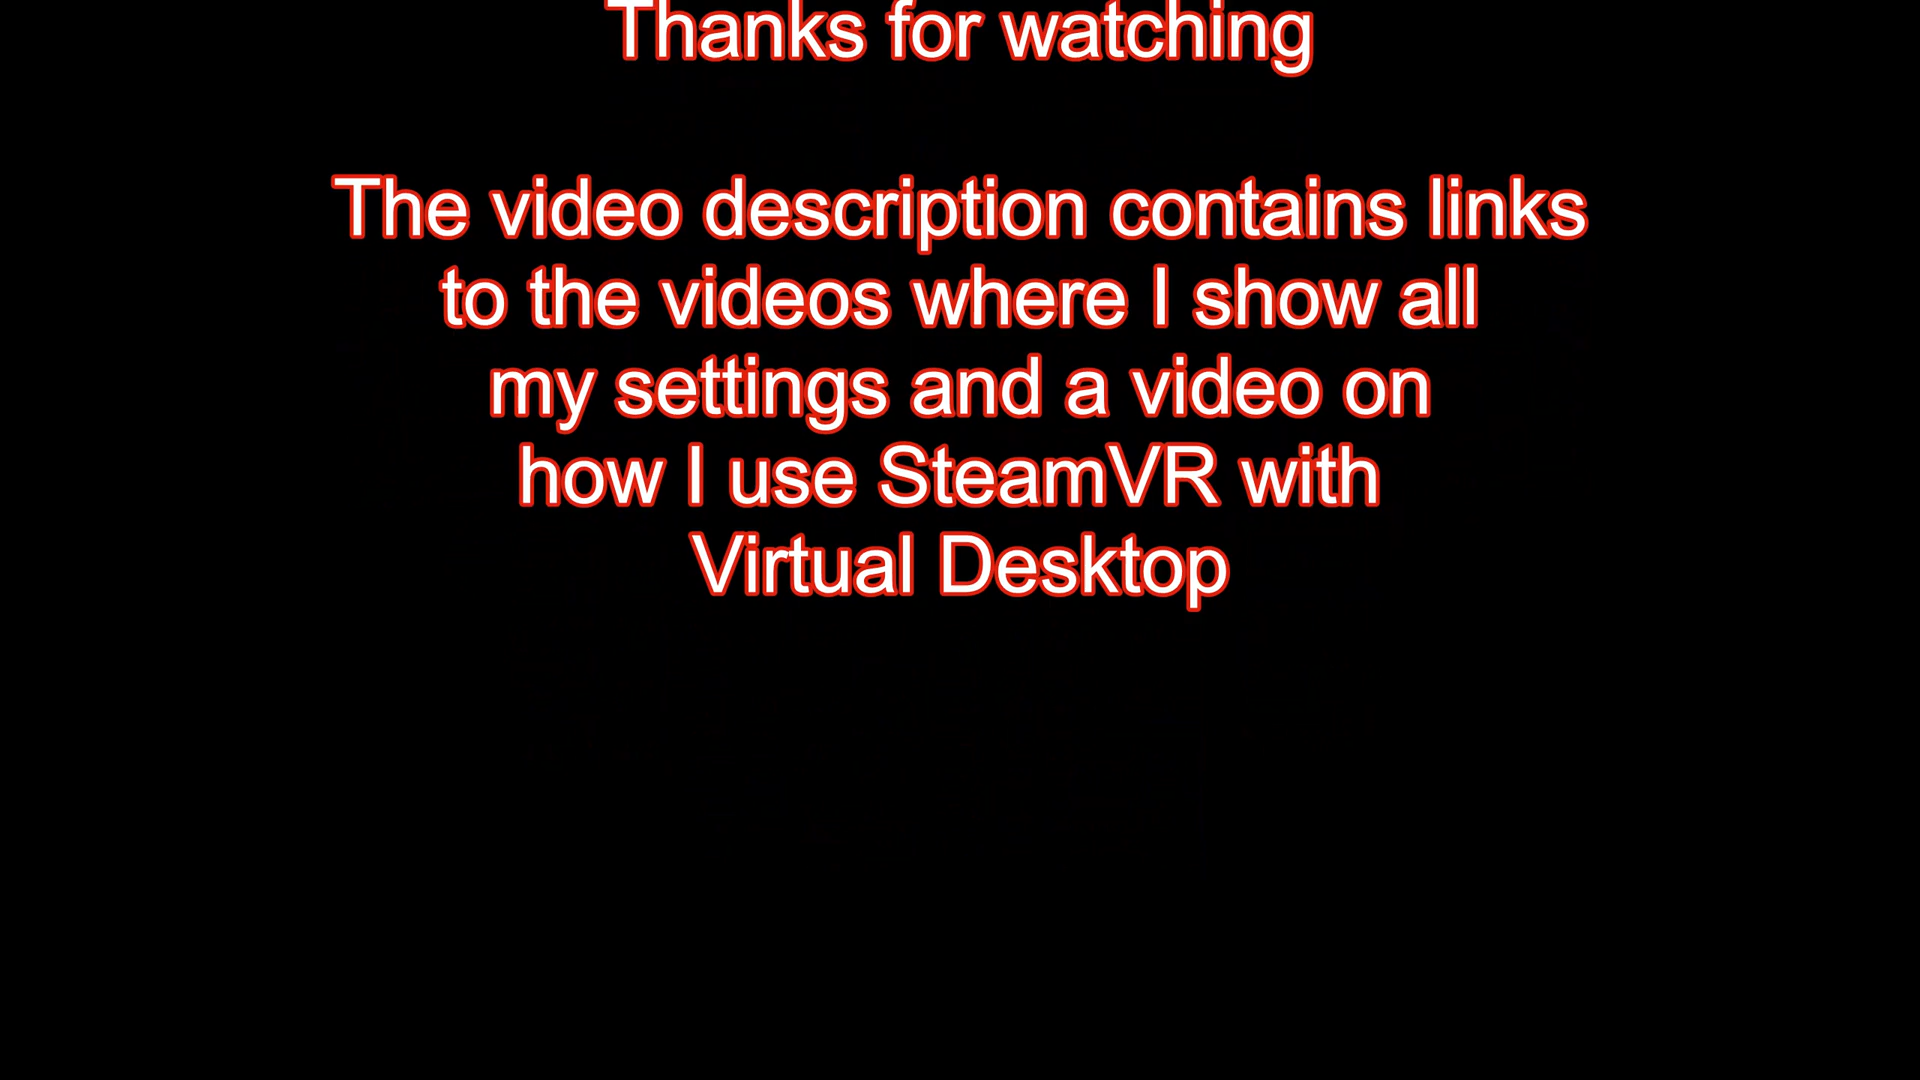 Thanks for watching
The video description contains links
to the videos where I show all
my settings and a video on
how I use SteamVR with
Virtual Desktop